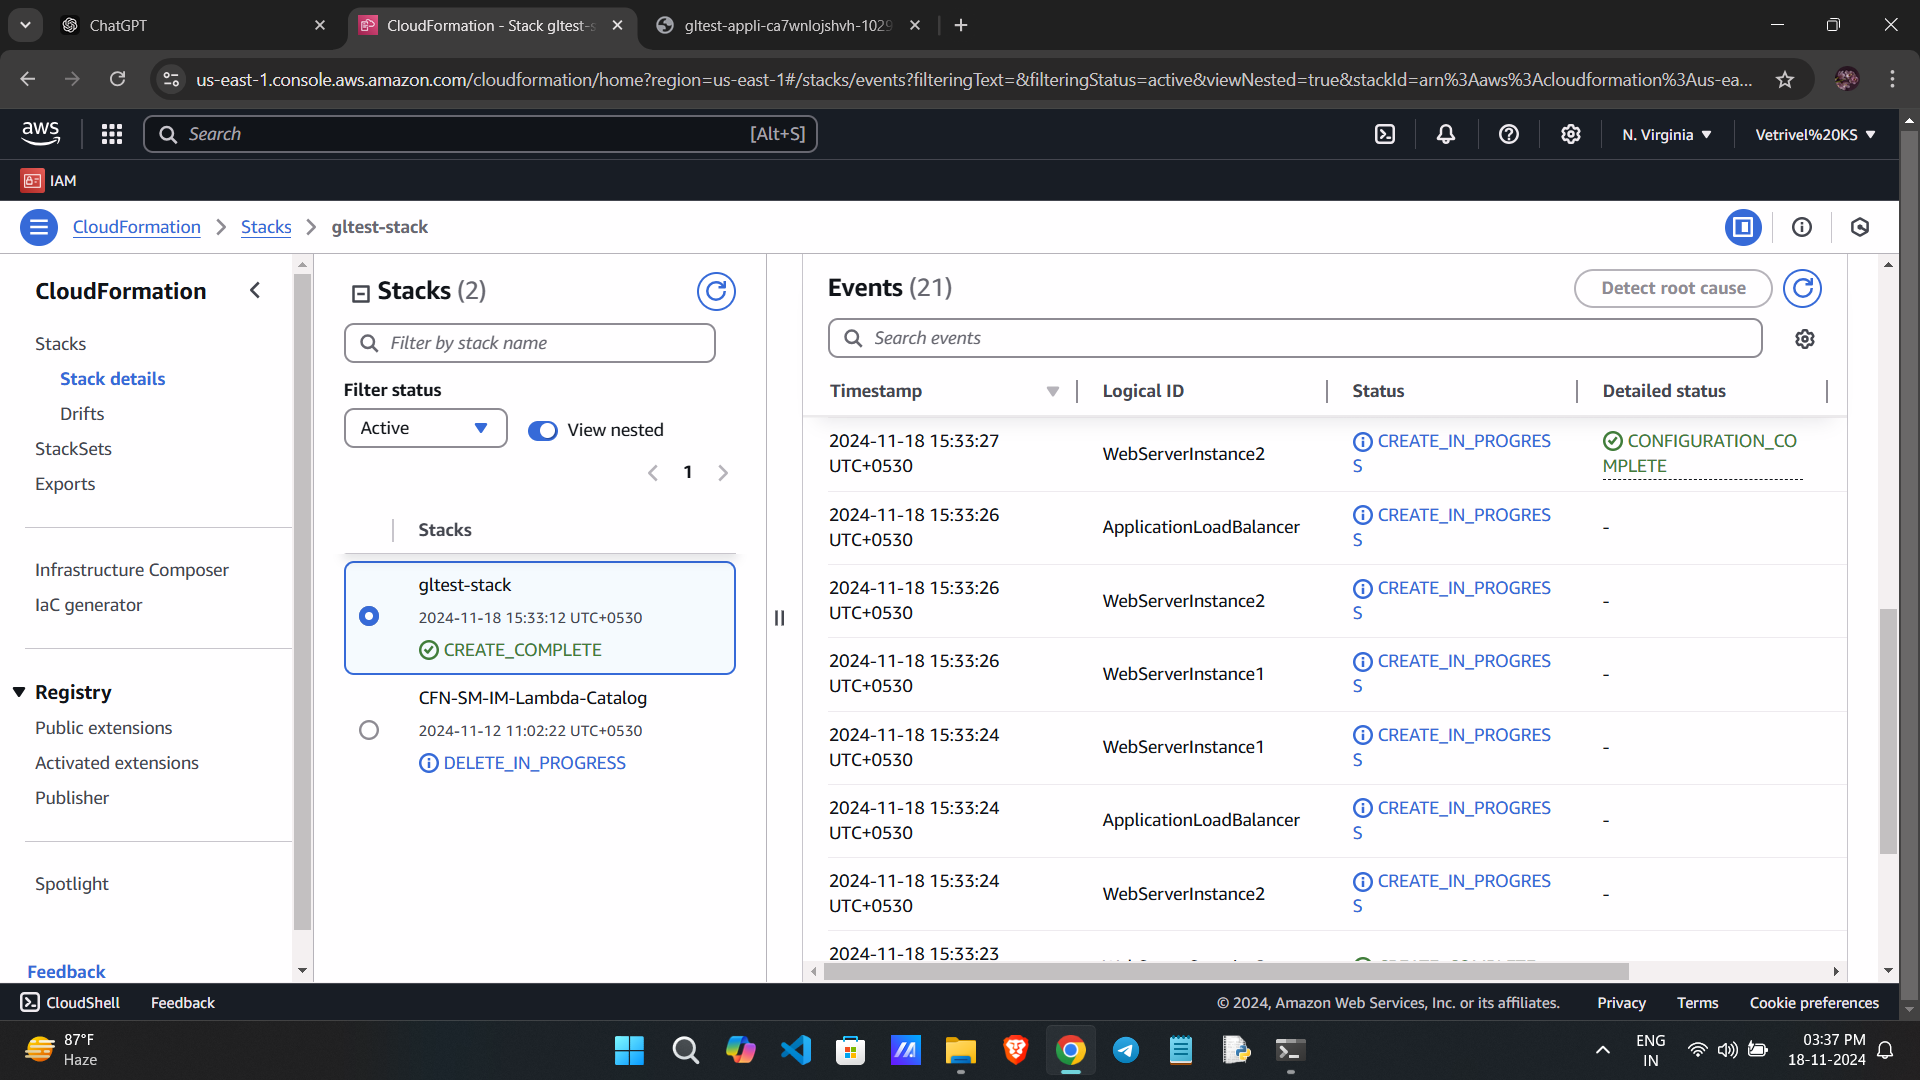 ChatGPT
CloudFormation - Stack gltest-s
gltest-appli-ca7wnlojshvh-1029
us-east-1.console.aws.amazon.com/cloudformation/home?region=us-east-1#/stacks/events?filteringText=&filteringStatus=active&viewNested=true&stackId=arn%3Aaws%3Acloudformation%3Aus-ea...
aws
Search
[Alt+S]
N. Virginia
Vetrivel%20KS
IAM
CloudFormation
Stacks
gltest-stack
CloudFormation
Stacks
Stack details
Drifts
StackSets
Exports
Infrastructure Composer
IaC generator
Registry
Public extensions
Activated extensions
Publisher
Spotlight
Feedback
Stacks (2)
Filter by stack name
Filter status
Active
View nested
1
Stacks
gltest-stack
2024-11-18 15:33:12 UTC+0530
CREATE_COMPLETE
CFN-SM-IM-Lambda-Catalog
2024-11-12 11:02:22 UTC+0530
DELETE_IN_PROGRESS
Events (21)
Detect root cause
Search events
Timestamp
Logical ID
Status
Detailed status
2024-11-18 15:33:27
UTC+0530
WebServerInstance2
CREATE_IN_PROGRES
S
CONFIGURATION_CO
MPLETE
2024-11-18 15:33:26
UTC+0530
ApplicationLoadBalancer
CREATE_IN_PROGRES
S
-
2024-11-18 15:33:26
UTC+0530
WebServerInstance2
CREATE_IN_PROGRES
S
-
2024-11-18 15:33:26
UTC+0530
WebServerInstance1
CREATE_IN_PROGRES
S
-
2024-11-18 15:33:24
UTC+0530
WebServerInstance1
CREATE_IN_PROGRES
S
-
2024-11-18 15:33:24
UTC+0530
ApplicationLoadBalancer
CREATE_IN_PROGRES
S
-
2024-11-18 15:33:24
UTC+0530
WebServerInstance2
CREATE_IN_PROGRES
S
-
2024-11-18 15:33:23
CloudShell
Feedback
© 2024, Amazon Web Services, Inc. or its affiliates.
Privacy
Terms
Cookie preferences
87°F
Haze
ENG
IN
03:37 PM
18-11-2024